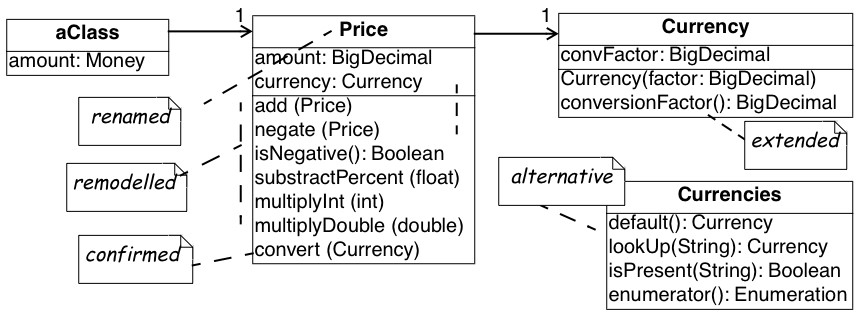 aClass
amount: Money
1
Price
amount: BigDecimal
currency: Currency
add (Price)
negate (Price)
isNegative(): Boolean
substractPercent (float)
multiplyInt (int)
multiplyDouble (double)
convert (Currency)
renamed
remodelled
confirmed
1
Currency
convFactor: BigDecimal
Currency(factor: BigDecimal)
conversionFactor(): BigDecimal
extended
alternative
Currencies
default(): Currency
lookUp(String): Currency
isPresent(String): Boolean
enumerator(): Enumeration